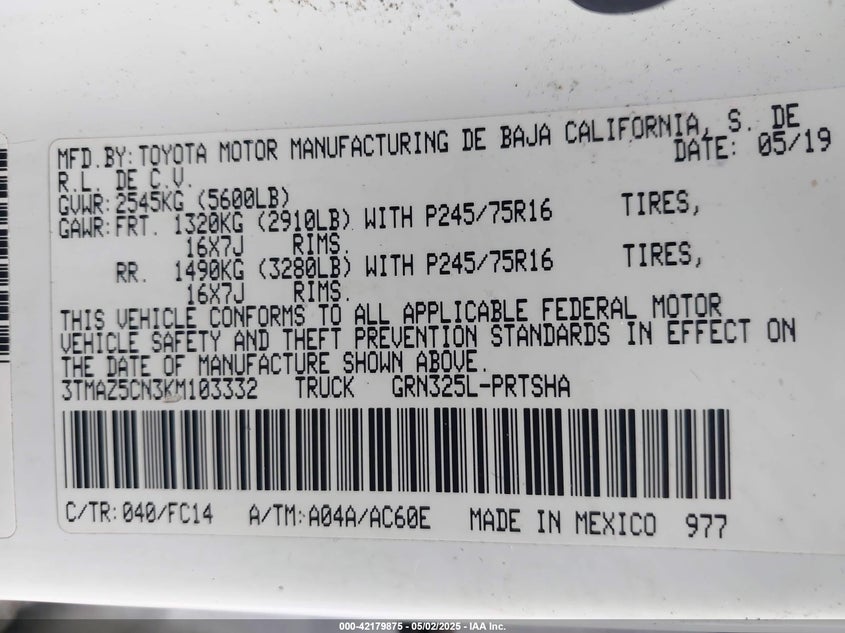 MFD.BY: TOYOTA MOTOR MANUFACTURING DE BAJA CALIFORNIA, S. DE
R.L. DE C.V. DATE: 05/19
GVWR: 2545KG (5600LB)
GAWR: FRT. 1320KG (2910LB) WITH P245/75R16 TIRES,
16X7J RIMS.
RR. 1490KG (3280LB) WITH P245/75R16 TIRES,
16X7J RIMS.
THIS VEHICLE CONFORMS TO ALL APPLICABLE FEDERAL MOTOR
VEHICLE SAFETY AND THEFT PREVENTION STANDARDS IN EFFECT ON
THE DATE OF MANUFACTURE SHOWN ABOVE.
3TMAZ5CN3KM103332 TRUCK GRN325L-PRTSHA
C/TR: 040/FC14 A/TM: A04A/AC60E MADE IN MEXICO 977
000-42179875 - 05/02/2025 - IAA Inc.